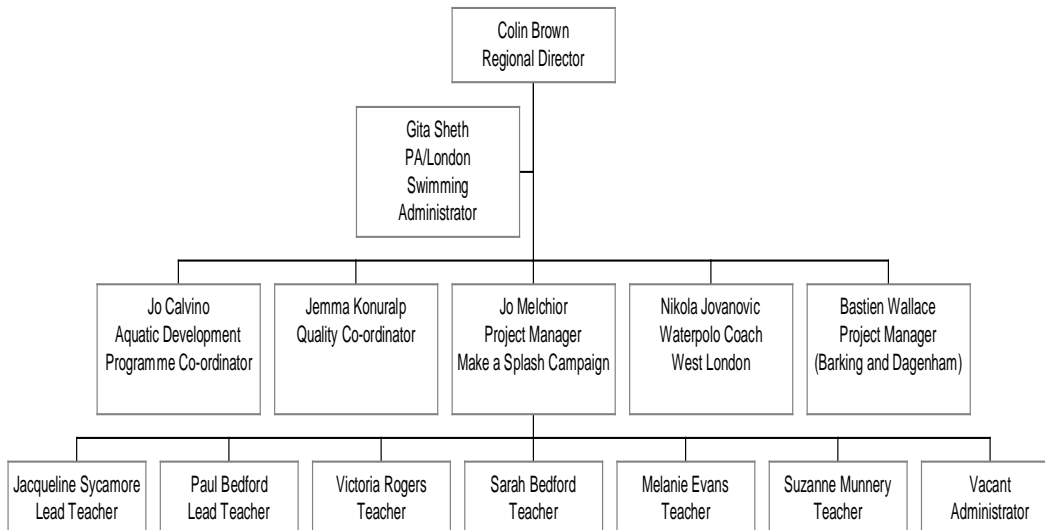 Colin Brown
Regional Director
Gita Sheth
PA/London
Swimming
Administrator
Jo Calvino
Aquatic Development
Programme Co-ordinator
Jemma Konuralp
Quality Co-ordinator
Jo Melchior
Project Manager
Make a Splash Campaign
Nikola Jovanovic
Waterpolo Coach
West London
Bastien Wallace
Project Manager
(Barking and Dagenham)
Jacqueline Sycamore
Lead Teacher
Paul Bedford
Lead Teacher
Victoria Rogers
Teacher
Sarah Bedford
Teacher
Melanie Evans
Teacher
Suzanne Munnery
Teacher
Vacant
Administrator